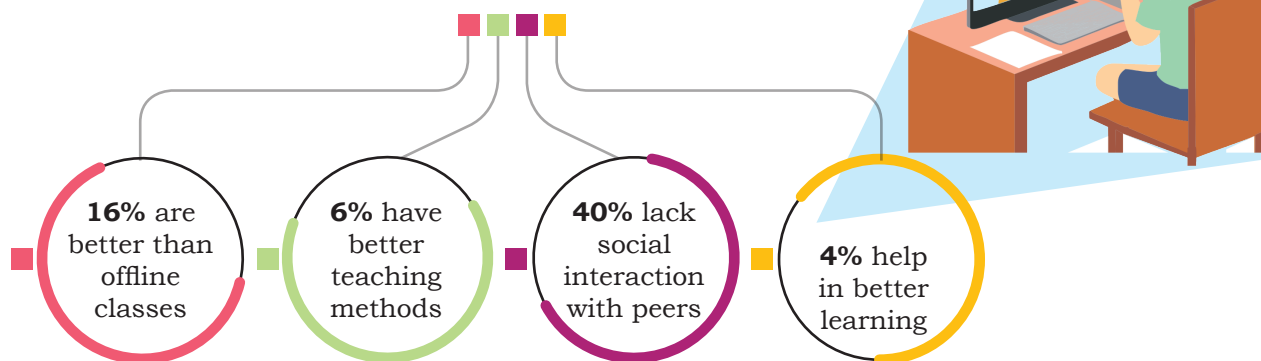 16% are
better than
offline
classes
6% have
better
teaching
methods
40% lack
social
interaction
with peers
4% help
in better
learning